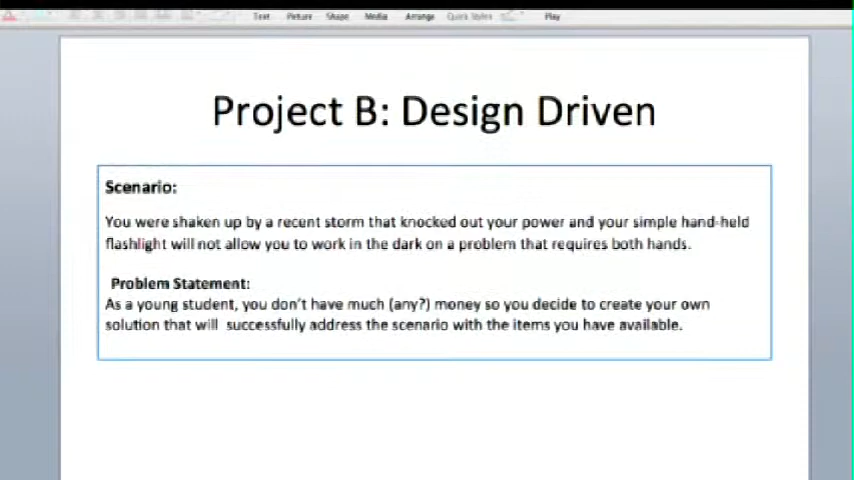 Text Picture Shape Media Arrange Quick Styles Play
Project B: Design Driven
Scenario:
You were shaken up by a recent storm that knocked out your power and your simple hand-held
flashlight will not allow you to work in the dark on a problem that requires both hands.
Problem Statement:
As a young student, you don't have much (any?) money so you decide to create your own
solution that will successfully address the scenario with the items you have available.